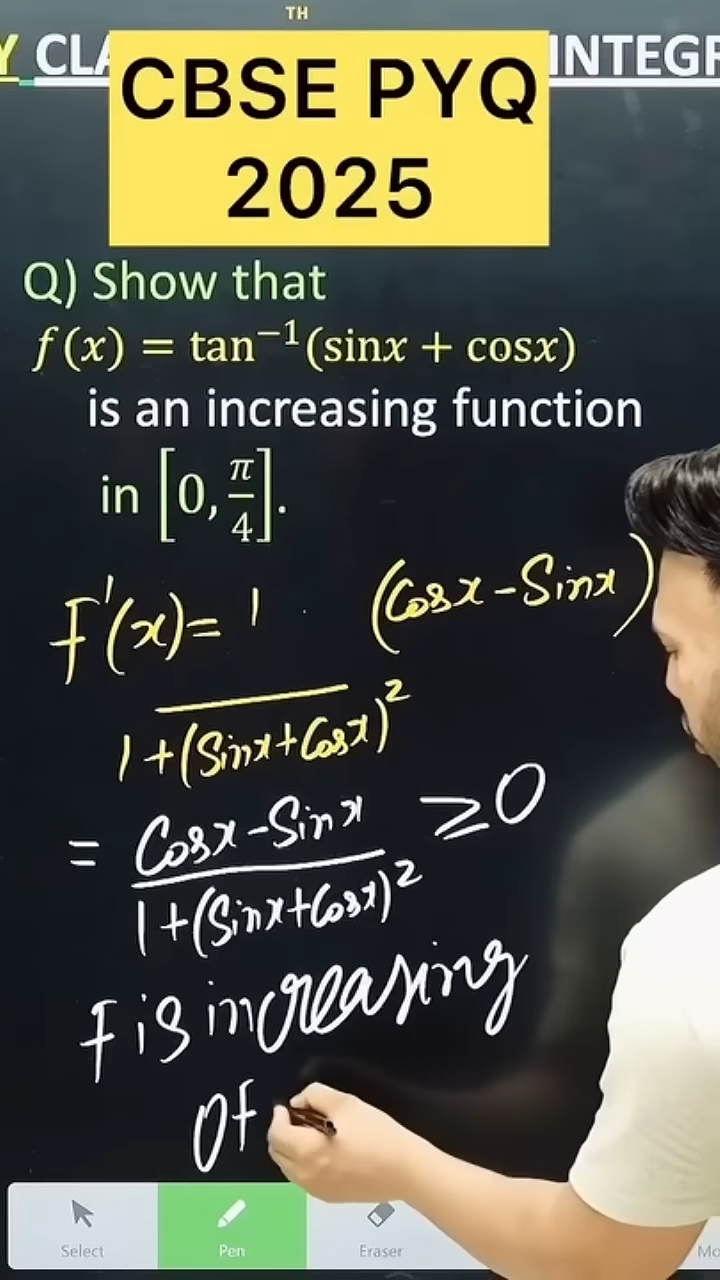 TH
Y CLA INTEGR
CBSE PYQ
2025
Q) Show that
f(x) = tan⁻¹(sinx + cosx)
is an increasing function
in [0, π/4].
F'(x)= 1/(1+(Sinx+Cosx)²) · (Cosx-Sinx)
= (Cosx-Sinx)/(1+(Sinx+Cosx)²) ≥0
F is increasing
Of
Select Pen Eraser Mo